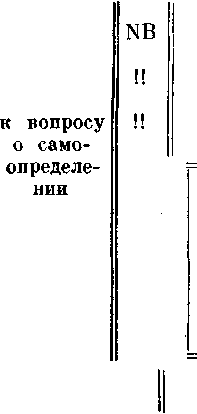 NB
!!
к вопросу !!
о само-
определе-
нии